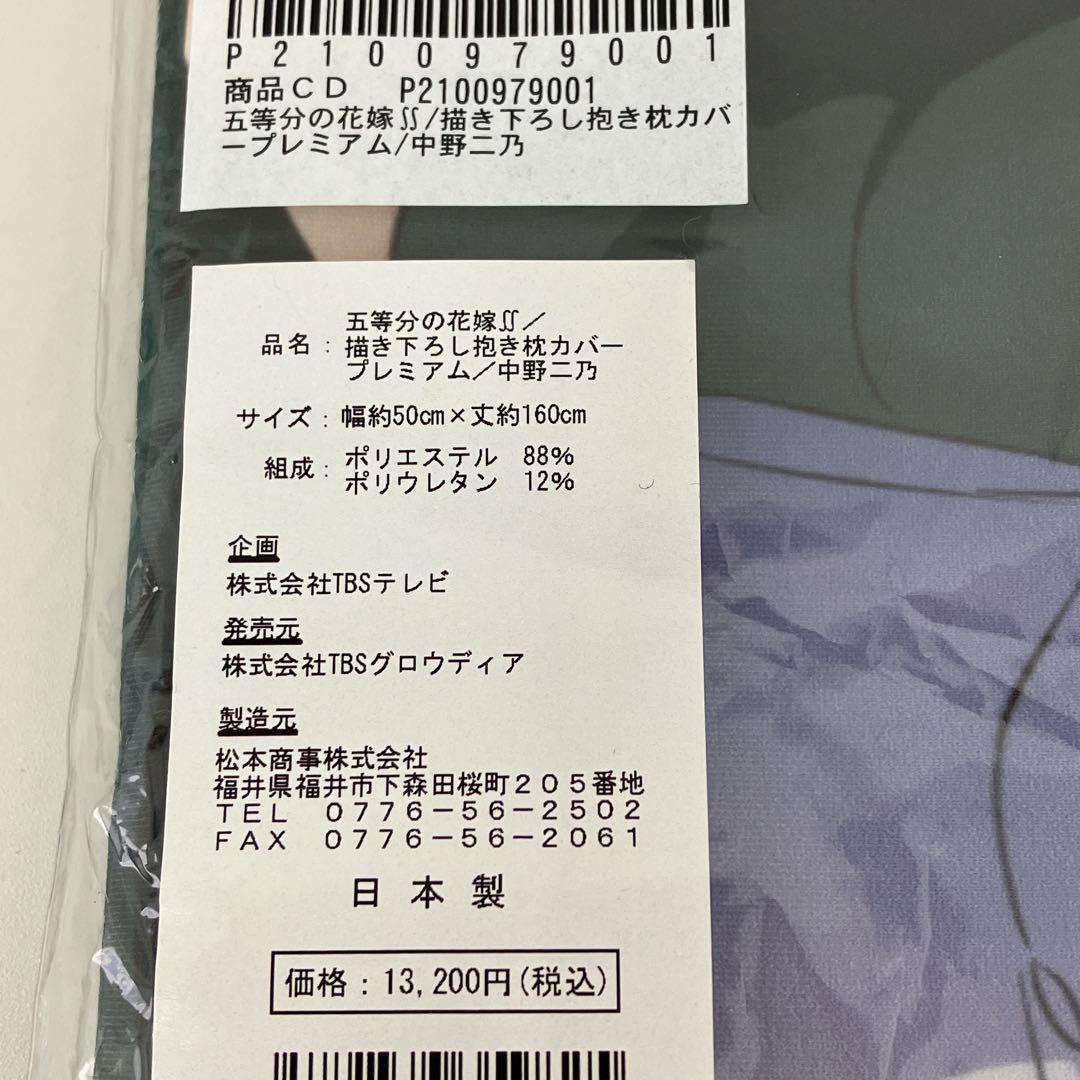 P2100979001
商品CD P2100979001
五等分の花嫁∬/描き下ろし抱き枕カバ
ープレミアム/中野二乃
品名:
五等分の花嫁∬/
描き下ろし抱き枕カバー
プレミアム/中野二乃
サイズ: 幅約50cm×丈約160cm
組成: ポリエステル 88%
ポリウレタン 12%
企画
株式会社TBSテレビ
発売元
株式会社TBSグロウディア
製造元
松本商事株式会社
福井県福井市下森田桜町205番地
TEL 0776-56-2502
FAX 0776-56-2061
日本製
価格:13,200円(税込)